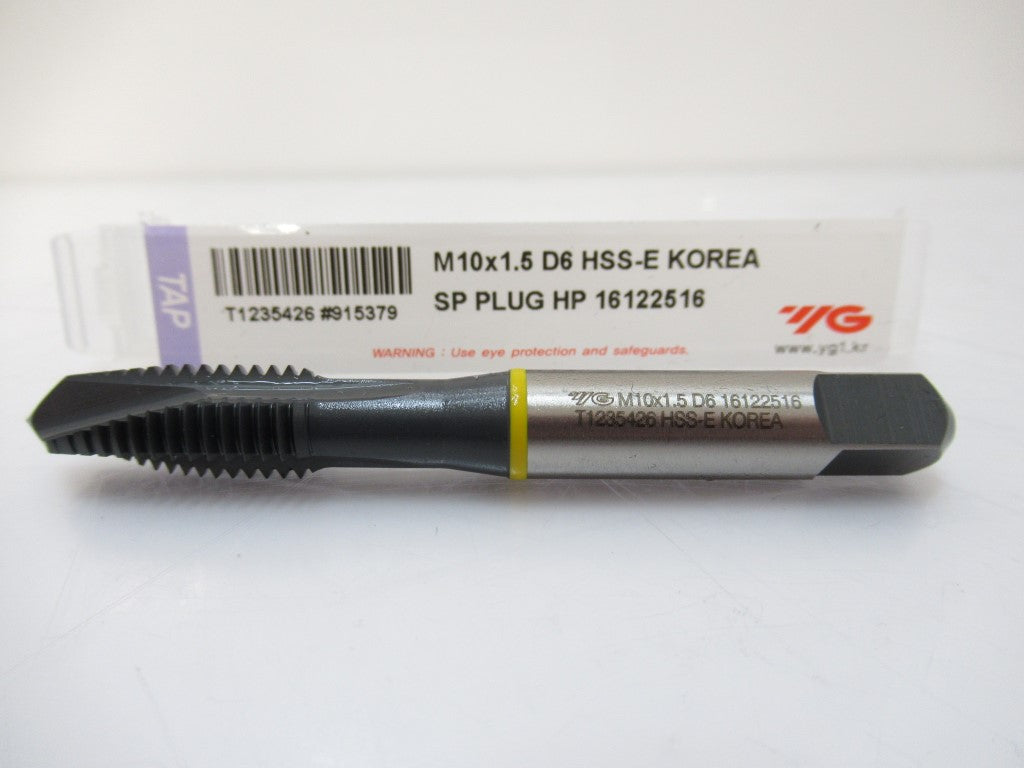 TAP
T1235426 #915379
M10x1.5 D6 HSS-E KOREA
SP PLUG HP 16122516
YG
www.yg1.kr
WARNING : Use eye protection and safeguards.
YG M10x1.5 D6 16122516
T1235426 HSS-E KOREA